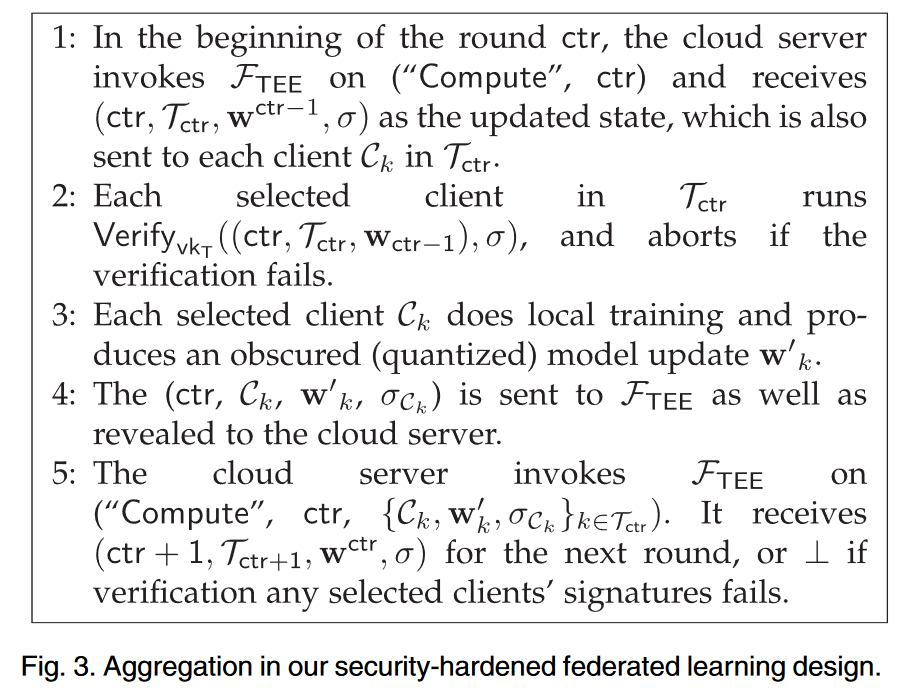 1: In the beginning of the round ctr, the cloud server
invokes $\mathcal{F}_{\mathsf{TEE}}$ on (“Compute”, ctr) and receives
$(\mathsf{ctr}, \mathcal{T}_{\mathsf{ctr}}, \mathbf{w}^{\mathsf{ctr}-1}, \sigma)$ as the updated state, which is also
sent to each client $\mathcal{C}_k$ in $\mathcal{T}_{\mathsf{ctr}}$.
2: Each selected client in $\mathcal{T}_{\mathsf{ctr}}$ runs
$\mathsf{Verify}_{\mathsf{vk}_{\mathsf{T}}}((\mathsf{ctr}, \mathcal{T}_{\mathsf{ctr}}, \mathbf{w}_{\mathsf{ctr}-1}), \sigma)$, and aborts if the
verification fails.
3: Each selected client $\mathcal{C}_k$ does local training and pro-
duces an obscured (quantized) model update $\mathbf{w}'_k$.
4: The (ctr, $\mathcal{C}_k$, $\mathbf{w}'_k$, $\sigma_{\mathcal{C}_k}$) is sent to $\mathcal{F}_{\mathsf{TEE}}$ as well as
revealed to the cloud server.
5: The cloud server invokes $\mathcal{F}_{\mathsf{TEE}}$ on
(“Compute”, ctr, $\{\mathcal{C}_k, \mathbf{w}'_k, \sigma_{\mathcal{C}_k}\}_{k \in \mathcal{T}_{\mathsf{ctr}}}$). It receives
$(\mathsf{ctr}+1, \mathcal{T}_{\mathsf{ctr}+1}, \mathbf{w}^{\mathsf{ctr}}, \sigma)$ for the next round, or $\perp$ if
verification any selected clients’ signatures fails.
Fig. 3. Aggregation in our security-hardened federated learning design.